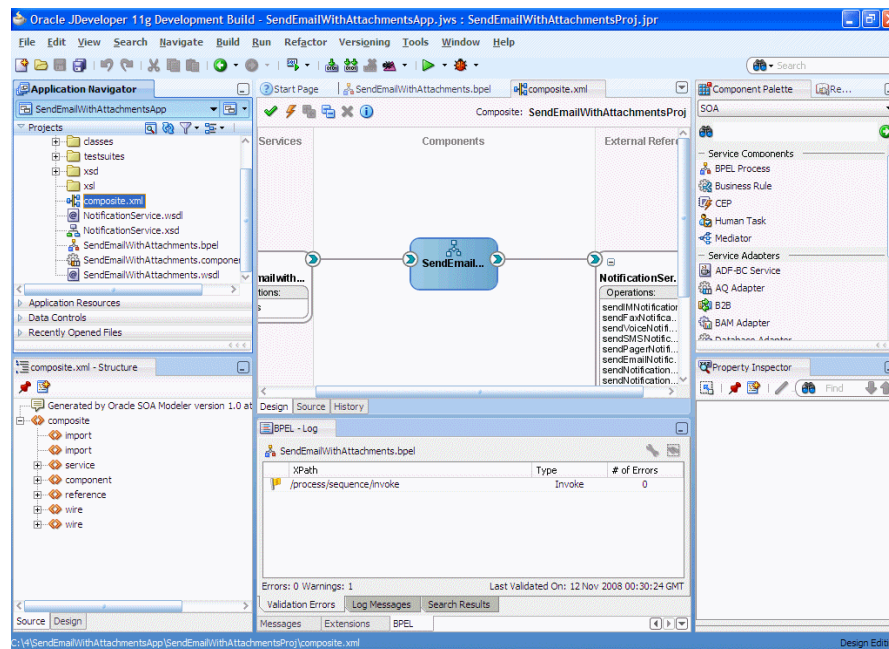 Oracle JDeveloper 11g Development Build - SendEmailWithAttachmentsApp.jws : SendEmailWithAttachmentsProj.jpr
File Edit View Search Navigate Build Run Refactor Versioning Tools Window Help
Search
Application Navigator
SendEmailWithAttachmentsApp
Projects
classes
testsuites
xsd
xsl
composite.xml
NotificationService.wsdl
NotificationService.xsd
SendEmailWithAttachments.bpel
SendEmailWithAttachments.componen
SendEmailWithAttachments.wsdl
Application Resources
Data Controls
Recently Opened Files
Start Page
SendEmailWithAttachments.bpel
composite.xml
Composite: SendEmailWithAttachmentsProj
Services
Components
External Refere
mailwith...
tions:
s
SendEmail...
NotificationSer...
Operations:
sendIMNotification
sendFaxNotifica...
sendVoiceNotifi...
sendSMSNotific...
sendPagerNotifi...
sendEmailNotific...
sendNotification...
sendNotification...
Design Source History
Component Palette
Re...
SOA
Service Components
BPEL Process
Business Rule
CEP
Human Task
Mediator
Service Adapters
ADF-BC Service
AQ Adapter
B2B
BAM Adapter
Database Adapter
composite.xml - Structure
Generated by Oracle SOA Modeler version 1.0 at
composite
import
import
service
component
reference
wire
wire
Source Design
BPEL - Log
SendEmailWithAttachments.bpel
XPath Type # of Errors
/process/sequence/invoke Invoke 0
Errors: 0 Warnings: 1 Last Validated On: 12 Nov 2008 00:30:24 GMT
Validation Errors Log Messages Search Results
Messages Extensions BPEL
Property Inspector
Find
C:\4\SendEmailWithAttachmentsApp\SendEmailWithAttachmentsProj\composite.xml
Design Editi